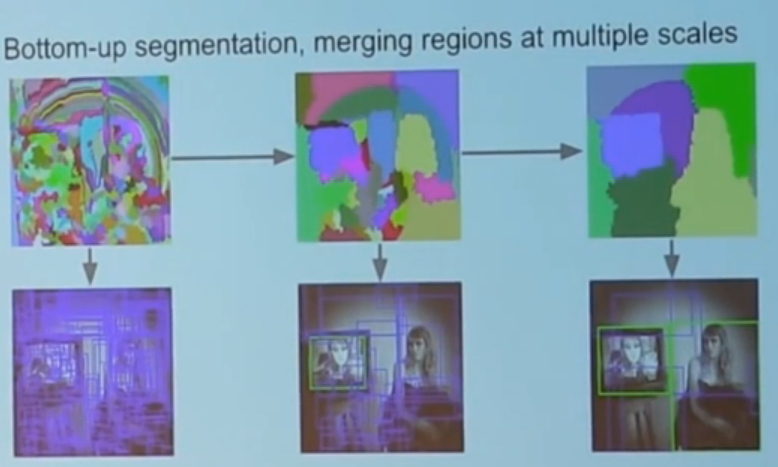 Bottom-up segmentation, merging regions at multiple scales